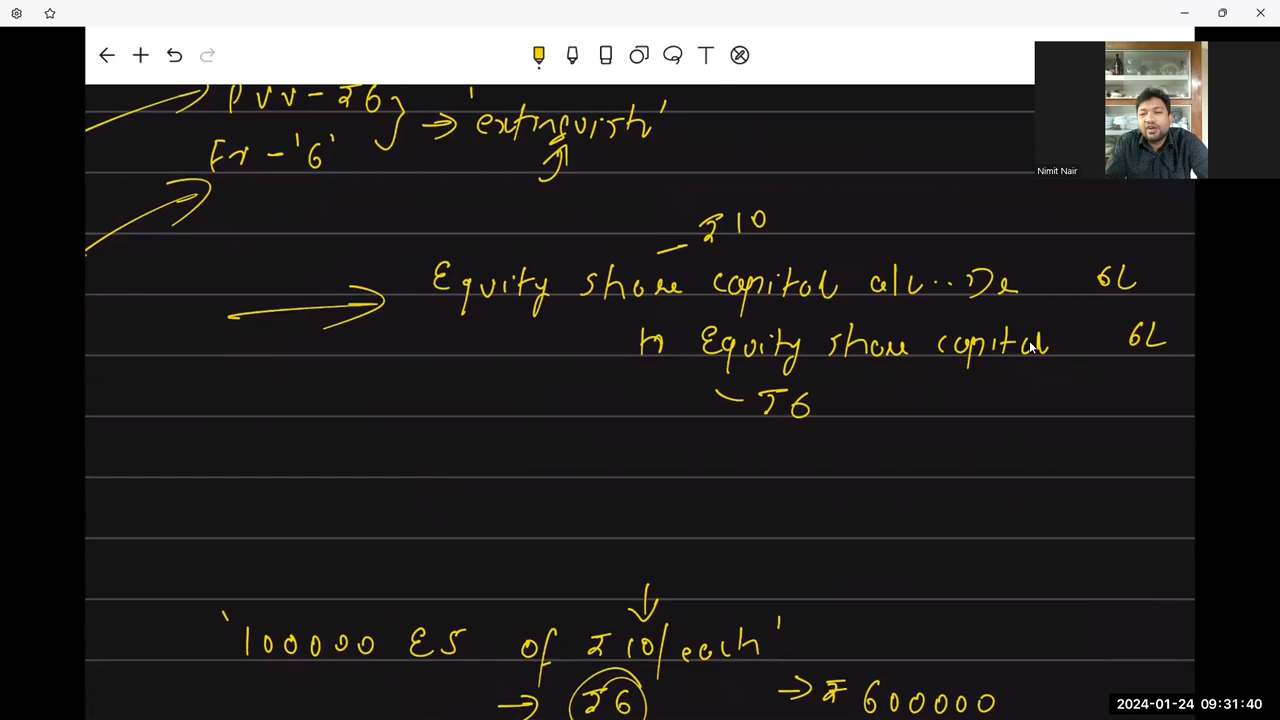 PVV - ₹6
FV - '6' } → 'extinguish'
- ₹10
Equity share capital a/c.. Dr 6L
to Equity share capital 6L
- ₹6
'100000 ES of ₹10/each'
→ ₹6 → ₹600000
Nimit Nair
2024-01-24 09:31:40